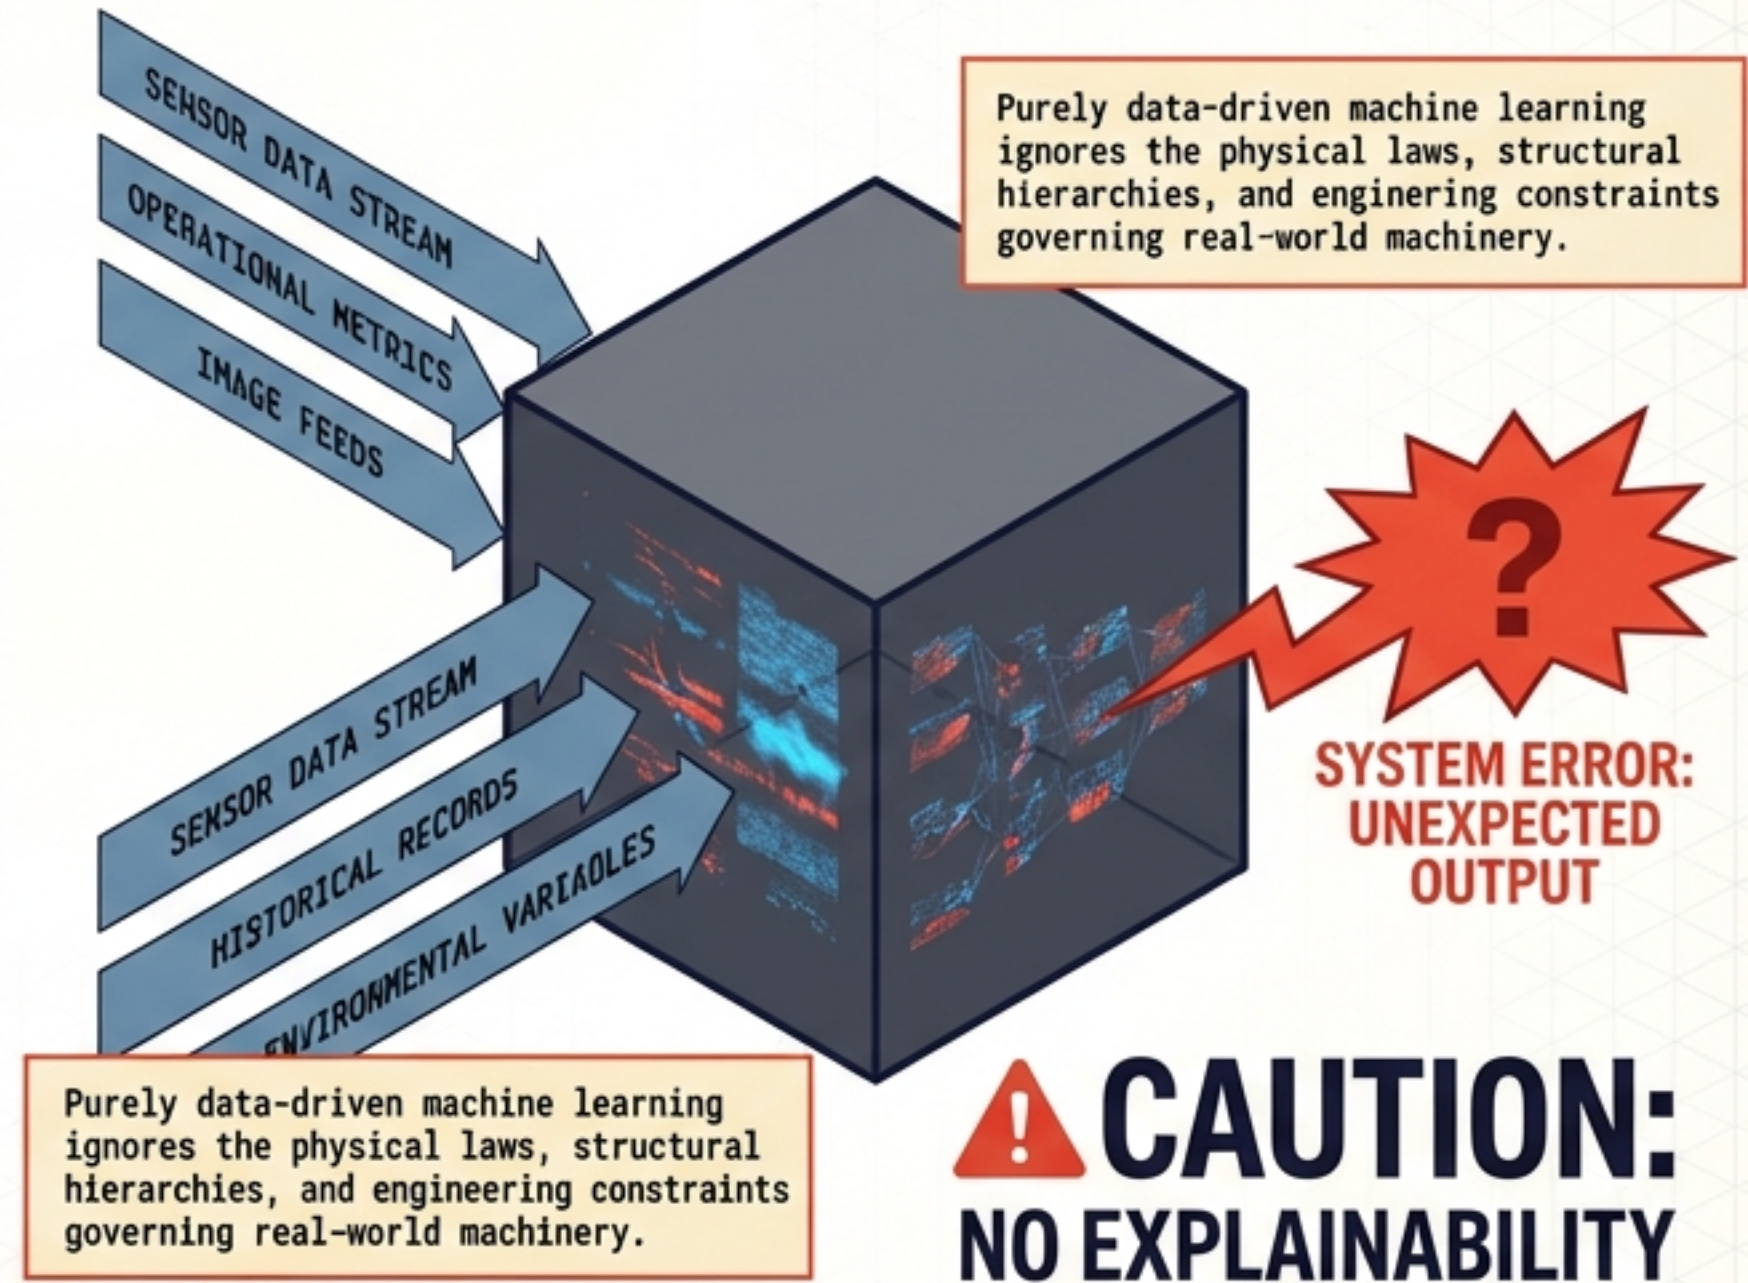 SENSOR DATA STREAM
OPERATIONAL METRICS
IMAGE FEEDS
Purely data-driven machine learning
ignores the physical laws, structural
hierarchies, and enginering constraints
governing real-world machinery.
?
SYSTEM ERROR:
UNEXPECTED
OUTPUT
SENSOR DATA STREAM
HISTORICAL RECORDS
ENVIRONMENTAL VARIAOLES
Purely data-driven machine learning
ignores the physical laws, structural
hierarchies, and engineering constraints
governing real-world machinery.
! CAUTION:
NO EXPLAINABILITY